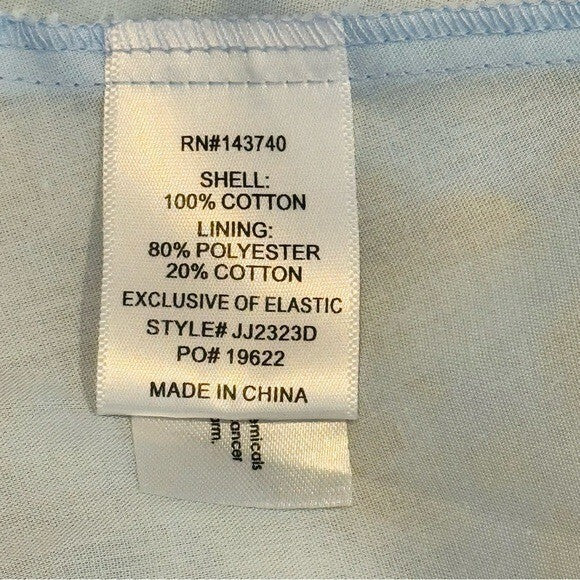 RN#143740
SHELL:
100% COTTON
LINING:
80% POLYESTER
20% COTTON
EXCLUSIVE OF ELASTIC
STYLE# JJ2323D
PO# 19622
MADE IN CHINA